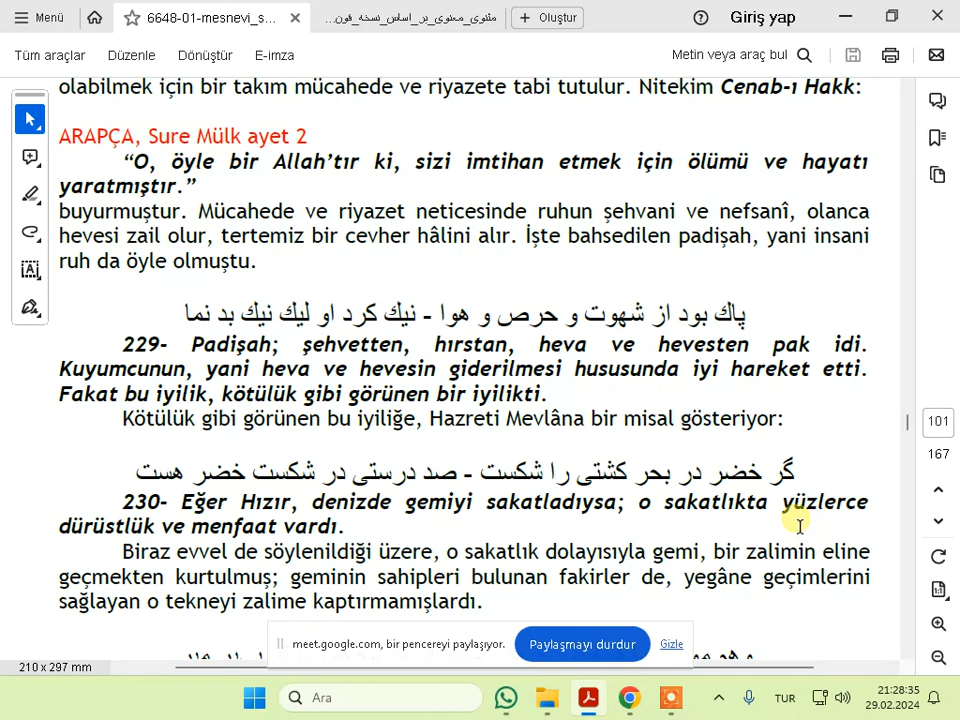 Menü
6648-01-mesnevi_s...
مثنوی_معنوی_بر_اساس_نسخه_قون...
Oluştur
Giriş yap
Tüm araçlar
Düzenle
Dönüştür
E-imza
Metin veya araç bul
olabilmek için bir takım mücahede ve riyazete tabi tutulur. Nitekim Cenab-ı Hakk:
ARAPÇA, Sure Mülk ayet 2
“O, öyle bir Allah’tır ki, sizi imtihan etmek için ölümü ve hayatı
yaratmıştır.”
buyurmuştur. Mücahede ve riyazet neticesinde ruhun şehvani ve nefsanî, olanca
hevesi zail olur, tertemiz bir cevher hâlini alır. İşte bahsedilen padişah, yani insani
ruh da öyle olmuştu.
پاك بود از شهوت و حرص و هوا - نيك كرد او ليك نيك بد نما
229- Padişah; şehvetten, hırstan, heva ve hevesten pak idi.
Kuyumcunun, yani heva ve hevesin giderilmesi hususunda iyi hareket etti.
Fakat bu iyilik, kötülük gibi görünen bir iyilikti.
Kötülük gibi görünen bu iyiliğe, Hazreti Mevlâna bir misal gösteriyor:
گر خضر در بحر كشتی را شكست - صد درستی در شكست خضر هست
230- Eğer Hızır, denizde gemiyi sakatladıysa; o sakatlıkta yüzlerce
dürüstlük ve menfaat vardı.
Biraz evvel de söylenildiği üzere, o sakatlık dolayısıyla gemi, bir zalimin eline
geçmekten kurtulmuş; geminin sahipleri bulunan fakirler de, yegâne geçimlerini
sağlayan o tekneyi zalime kaptırmamışlardı.
101
167
1:1
meet.google.com, bir pencereyi paylaşıyor.
Paylaşmayı durdur
Gizle
210 x 297 mm
Ara
TUR
21:28:35
29.02.2024